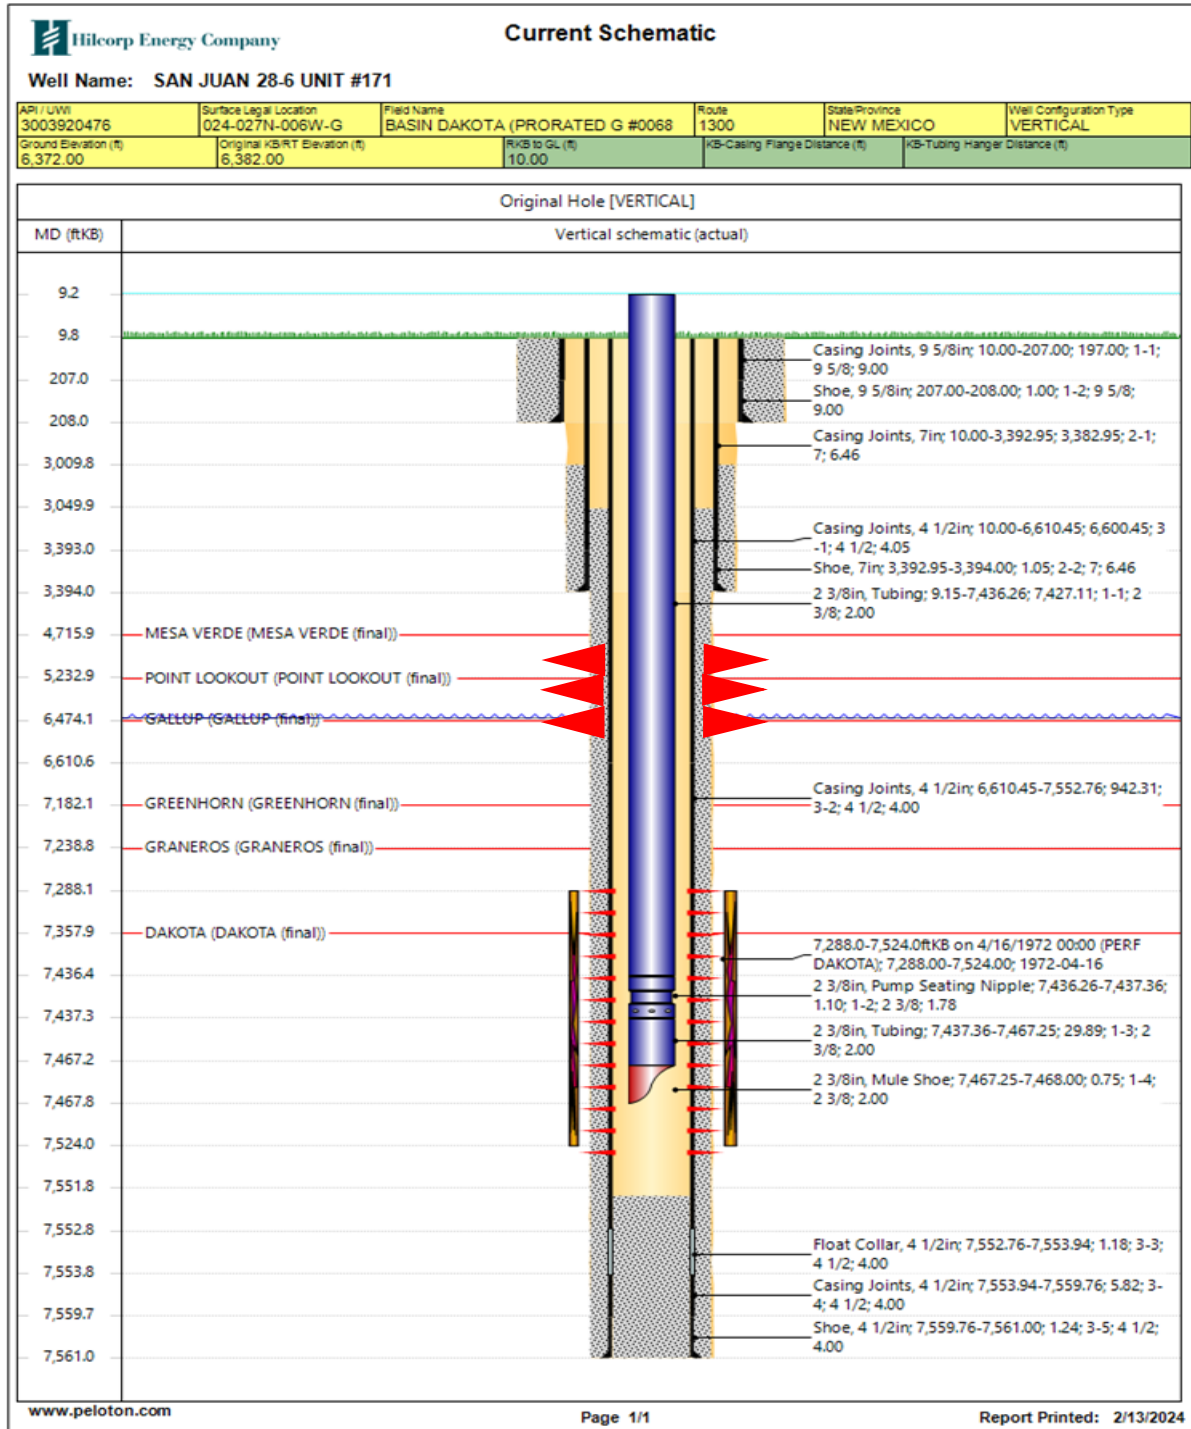 Hilcorp Energy Company
Current Schematic
Well Name: SAN JUAN 28-6 UNIT #171
API / UWI
3003920476
Surface Legal Location
024-027N-006W-G
Field Name
BASIN DAKOTA (PRORATED G #0068
Route
1300
State/Province
NEW MEXICO
Well Configuration Type
VERTICAL
Ground Elevation (ft)
6,372.00
Original KB/RT Elevation (ft)
6,382.00
RKB to GL (ft)
10.00
KB-Casing Flange Distance (ft)
KB-Tubing Hanger Distance (ft)
Original Hole [VERTICAL]
MD (ftKB)
Vertical schematic (actual)
9.2
9.8
207.0
208.0
3,009.8
3,049.9
3,393.0
3,394.0
4,715.9
5,232.9
6,474.1
6,610.6
7,182.1
7,238.8
7,288.1
7,357.9
7,436.4
7,437.3
7,467.2
7,467.8
7,524.0
7,551.8
7,552.8
7,553.8
7,559.7
7,561.0
MESA VERDE (MESA VERDE (final))
POINT LOOKOUT (POINT LOOKOUT (final))
GALLUP (GALLUP (final))
GREENHORN (GREENHORN (final))
GRANEROS (GRANEROS (final))
DAKOTA (DAKOTA (final))
Casing Joints, 9 5/8in; 10.00-207.00; 197.00; 1-1;
9 5/8; 9.00
Shoe, 9 5/8in; 207.00-208.00; 1.00; 1-2; 9 5/8;
9.00
Casing Joints, 7in; 10.00-3,392.95; 3,382.95; 2-1;
7; 6.46
Casing Joints, 4 1/2in; 10.00-6,610.45; 6,600.45; 3
-1; 4 1/2; 4.05
Shoe, 7in; 3,392.95-3,394.00; 1.05; 2-2; 7; 6.46
2 3/8in, Tubing; 9.15-7,436.26; 7,427.11; 1-1; 2
3/8; 2.00
Casing Joints, 4 1/2in; 6,610.45-7,552.76; 942.31;
3-2; 4 1/2; 4.00
7,288.0-7,524.0ftKB on 4/16/1972 00:00 (PERF
DAKOTA); 7,288.00-7,524.00; 1972-04-16
2 3/8in, Pump Seating Nipple; 7,436.26-7,437.36;
1.10; 1-2; 2 3/8; 1.78
2 3/8in, Tubing; 7,437.36-7,467.25; 29.89; 1-3; 2
3/8; 2.00
2 3/8in, Mule Shoe; 7,467.25-7,468.00; 0.75; 1-4;
2 3/8; 2.00
Float Collar, 4 1/2in; 7,552.76-7,553.94; 1.18; 3-3;
4 1/2; 4.00
Casing Joints, 4 1/2in; 7,553.94-7,559.76; 5.82; 3-
4; 4 1/2; 4.00
Shoe, 4 1/2in; 7,559.76-7,561.00; 1.24; 3-5; 4 1/2;
4.00
www.peloton.com
Page 1/1
Report Printed: 2/13/2024